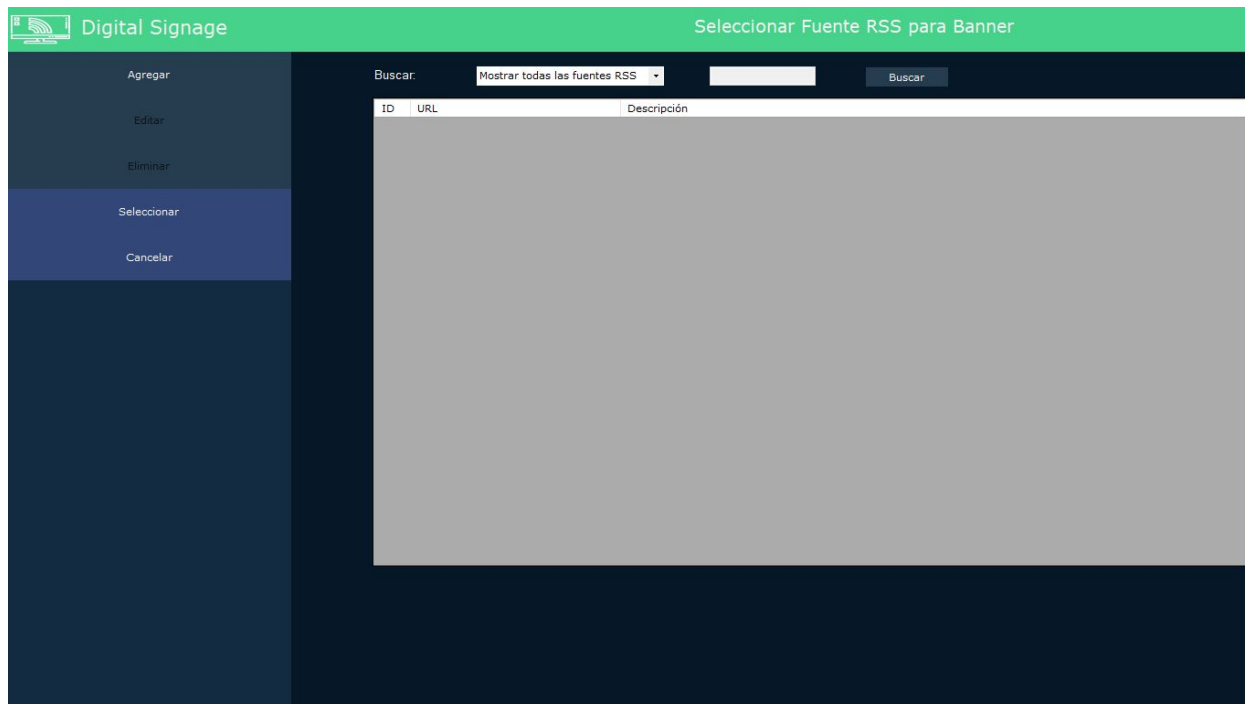 Digital Signage
Seleccionar Fuente RSS para Banner
Agregar
Editar
Eliminar
Seleccionar
Cancelar
Buscar:
Mostrar todas las fuentes RSS
Buscar
ID URL Descripción